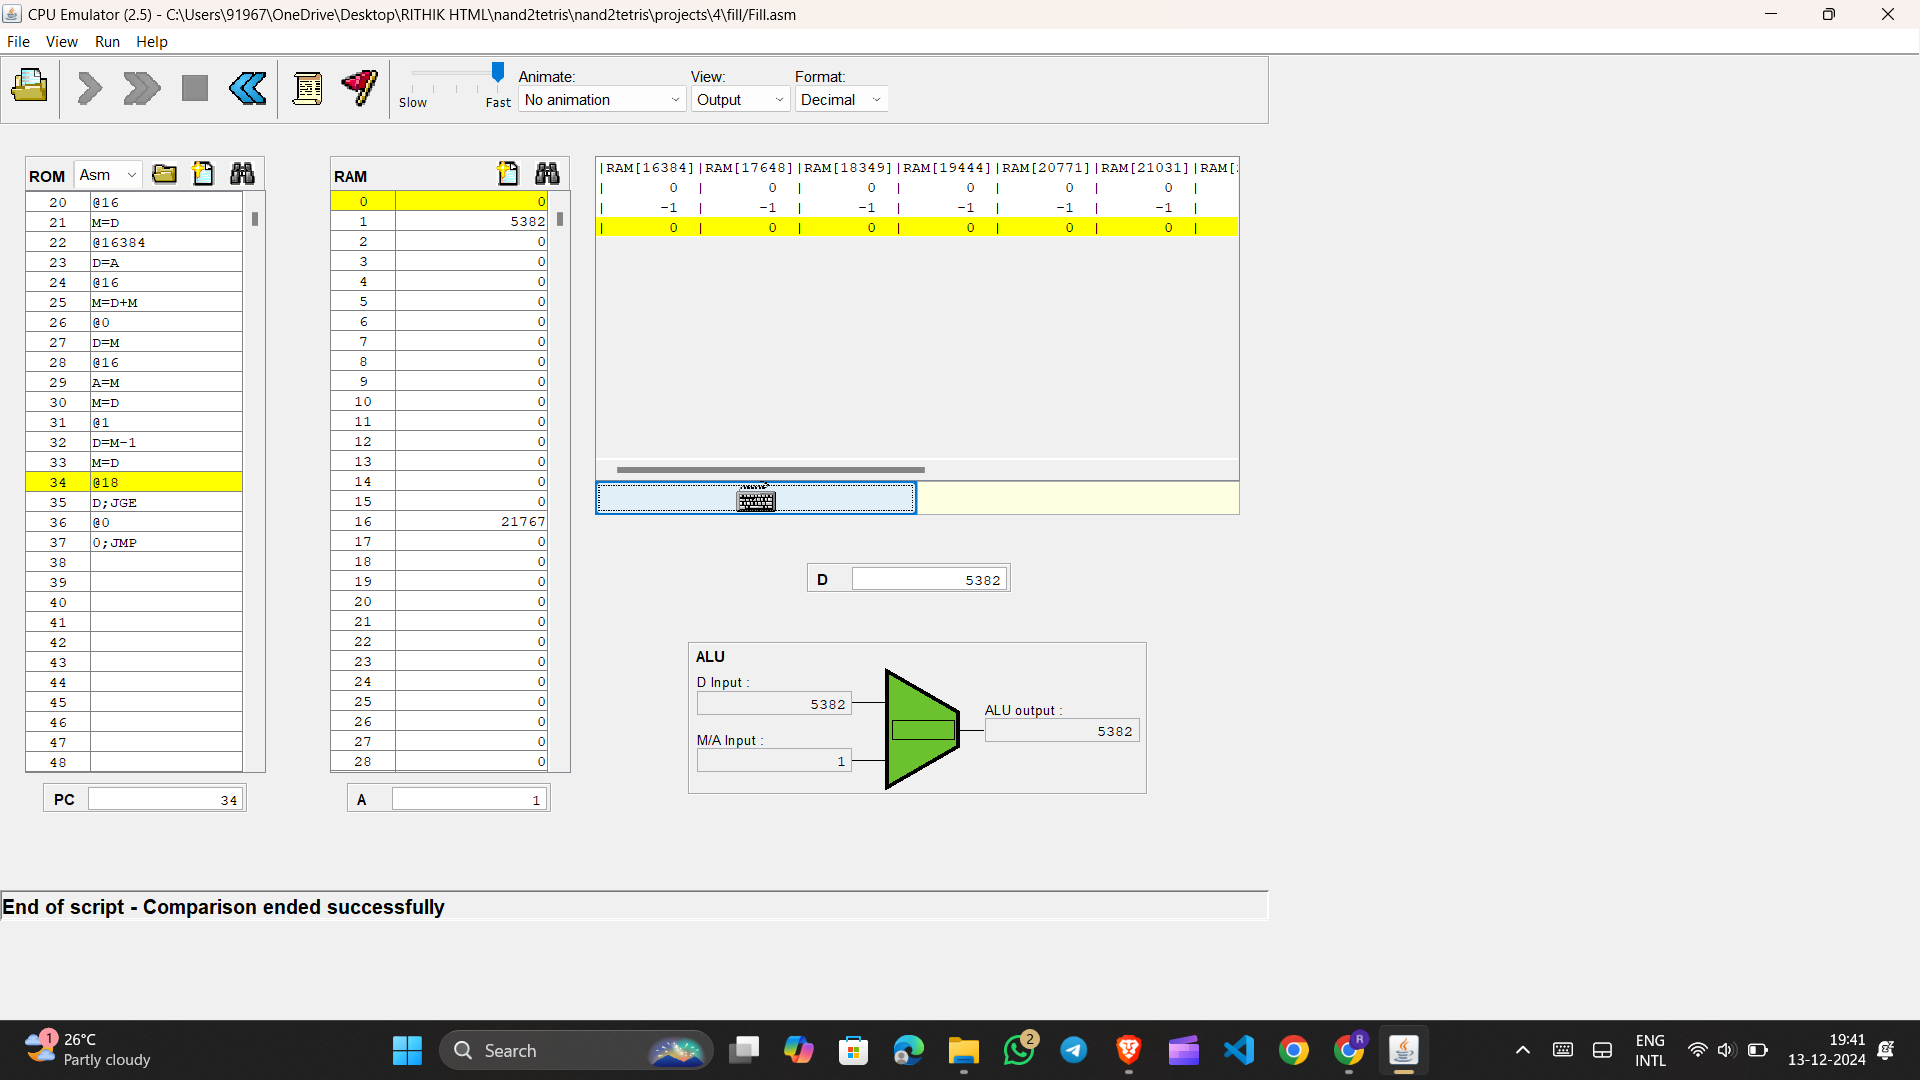 CPU Emulator (2.5) - C:\Users\91967\OneDrive\Desktop\RITHIK HTML\nand2tetris\nand2tetris\projects\4\fill/Fill.asm
File View Run Help
Slow Fast
Animate:
No animation
View:
Output
Format:
Decimal
ROM Asm
20 @16
21 M=D
22 @16384
23 D=A
24 @16
25 M=D+M
26 @0
27 D=M
28 @16
29 A=M
30 M=D
31 @1
32 D=M-1
33 M=D
34 @18
35 D;JGE
36 @0
37 0;JMP
38
39
40
41
42
43
44
45
46
47
48
PC 34
RAM
0 0
1 5382
2 0
3 0
4 0
5 0
6 0
7 0
8 0
9 0
10 0
11 0
12 0
13 0
14 0
15 0
16 21767
17 0
18 0
19 0
20 0
21 0
22 0
23 0
24 0
25 0
26 0
27 0
28 0
A 1
|RAM[16384]|RAM[17648]|RAM[18349]|RAM[19444]|RAM[20771]|RAM[21031]|RAM[
| 0 | 0 | 0 | 0 | 0 | 0 |
| -1 | -1 | -1 | -1 | -1 | -1 |
| 0 | 0 | 0 | 0 | 0 | 0 |
D 5382
ALU
D Input :
5382
M/A Input :
1
ALU output :
5382
End of script - Comparison ended successfully
1
26°C
Partly cloudy
Search
2
R
ENG
INTL
19:41
13-12-2024